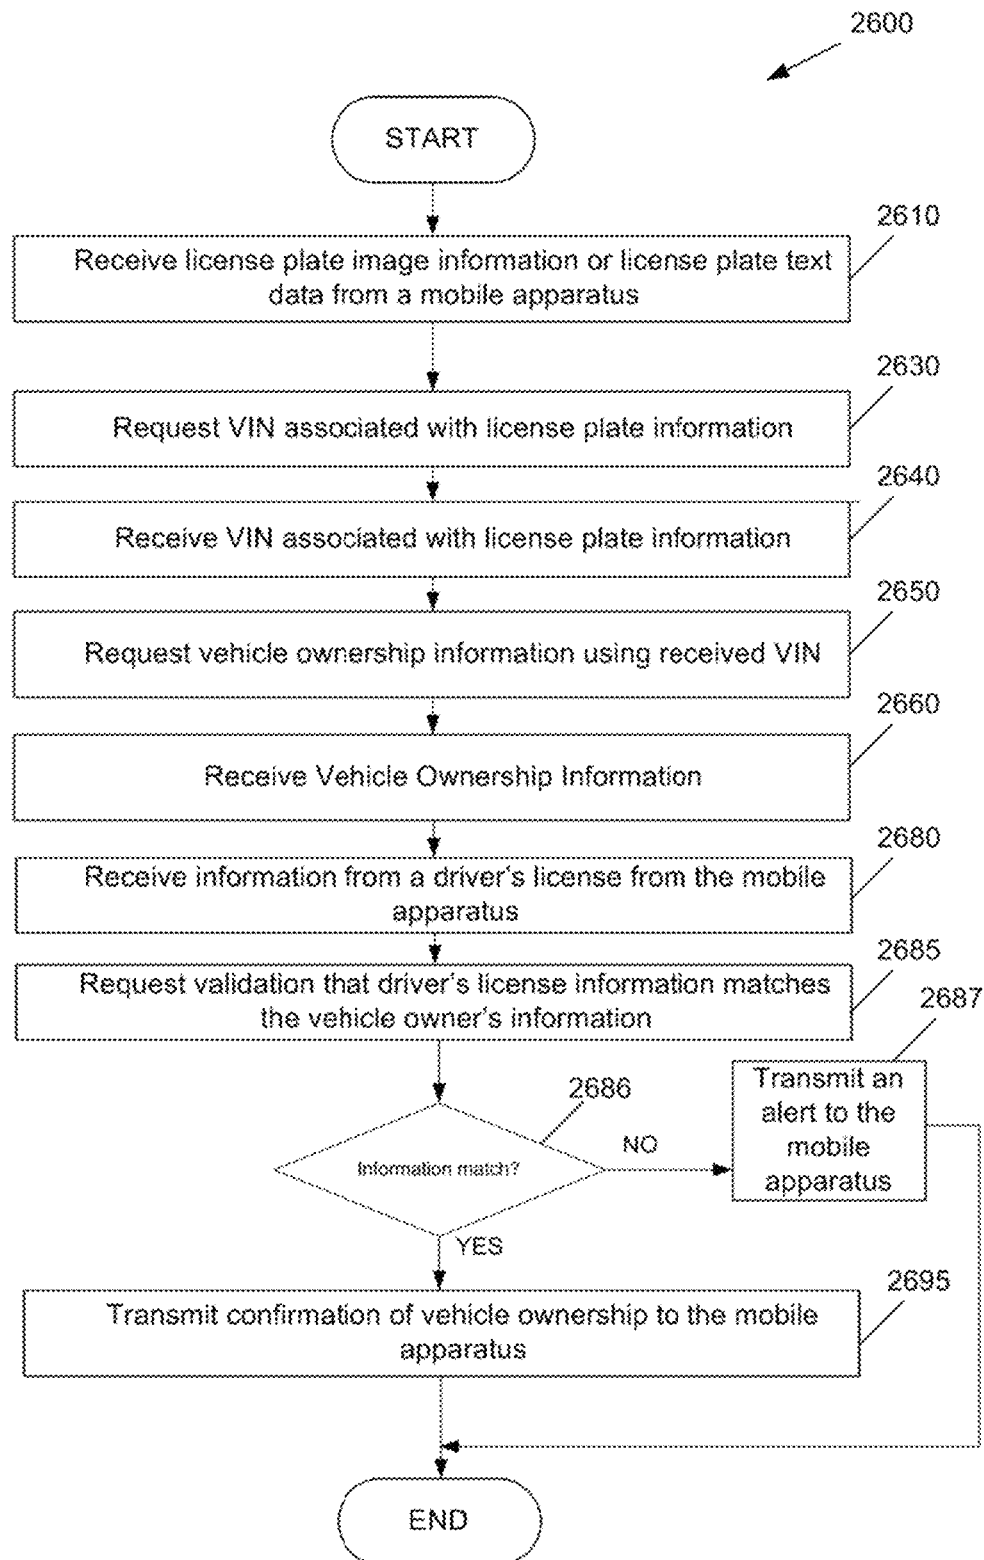 2600
START
2610
Receive license plate image information or license plate text
data from a mobile apparatus
2630
Request VIN associated with license plate information
2640
Receive VIN associated with license plate information
2650
Request vehicle ownership information using received VIN
2660
Receive Vehicle Ownership Information
2680
Receive information from a driver's license from the mobile
apparatus
2685
Request validation that driver's license information matches
the vehicle owner's information
2687
Transmit an
alert to the
mobile
apparatus
2686
Information match?
NO
YES
2695
Transmit confirmation of vehicle ownership to the mobile
apparatus
END